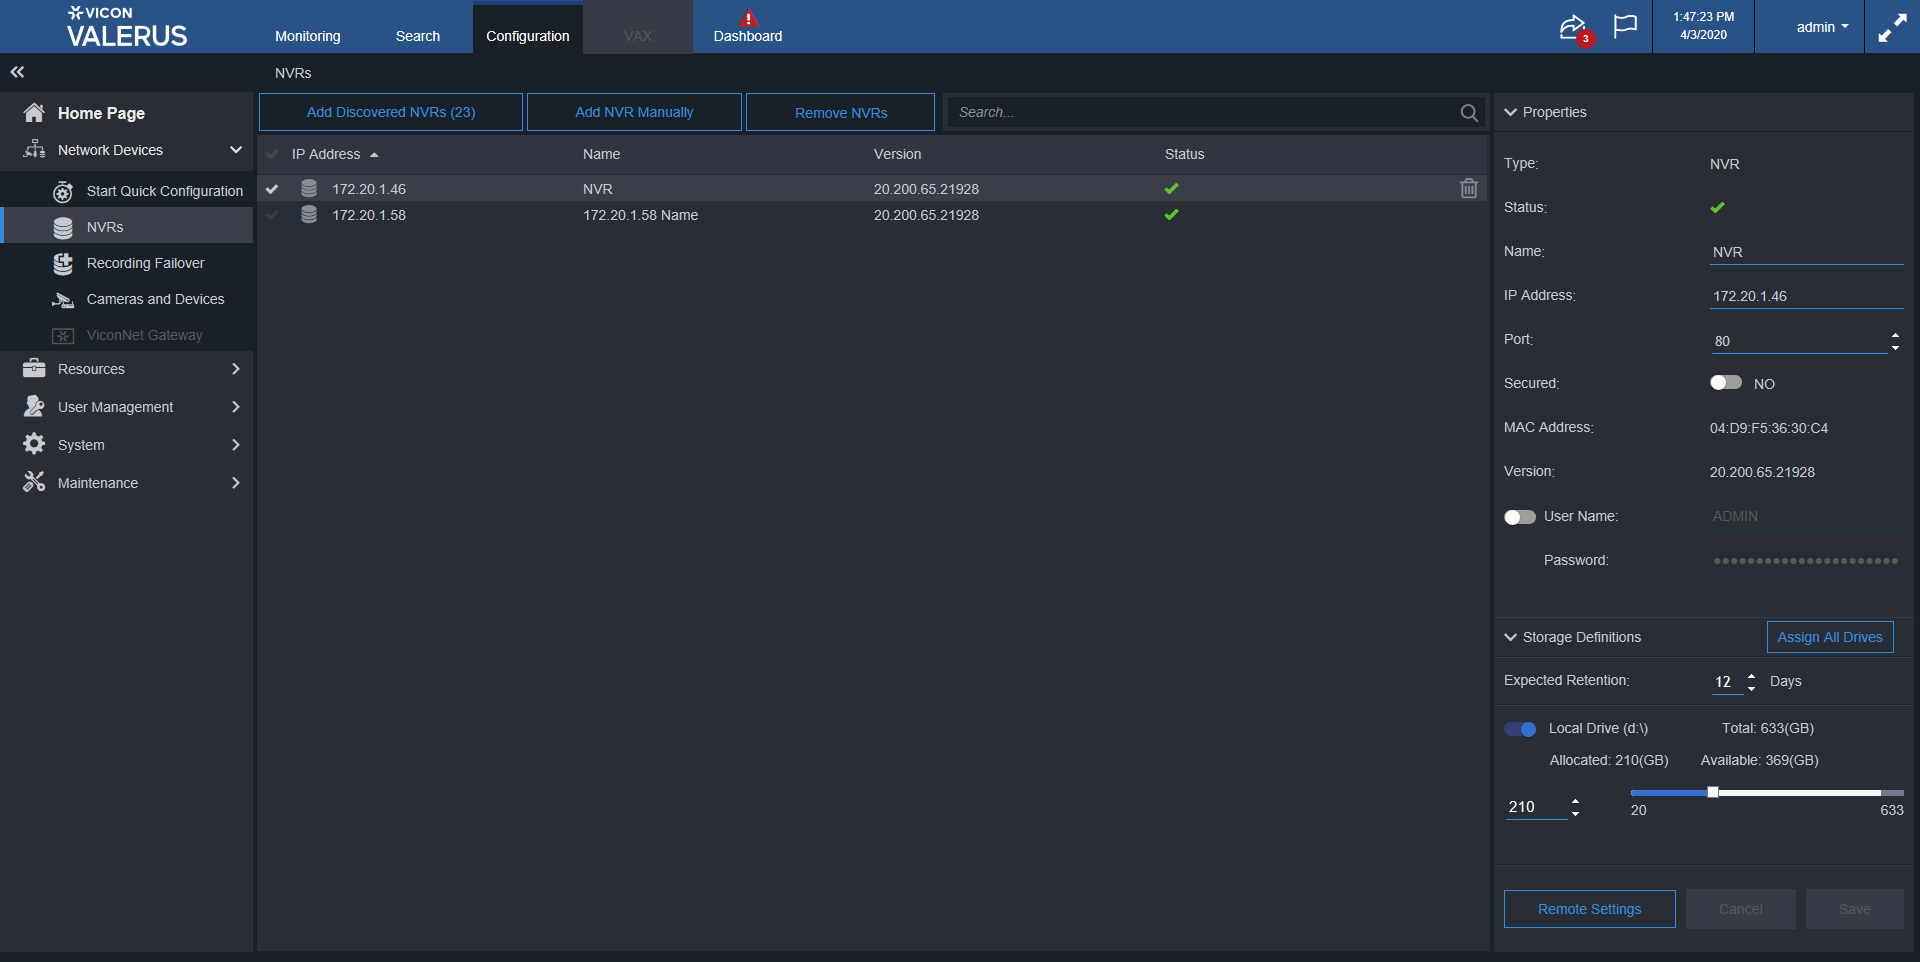 VICON
VALERUS
Monitoring
Search
Configuration
VAX
Dashboard
3
1:47:23 PM
4/3/2020
admin
NVRs
Home Page
Network Devices
Start Quick Configuration
NVRs
Recording Failover
Cameras and Devices
ViconNet Gateway
Resources
User Management
System
Maintenance
Add Discovered NVRs (23)
Add NVR Manually
Remove NVRs
Search...
IP Address Name Version Status
172.20.1.46 NVR 20.200.65.21928
172.20.1.58 172.20.1.58 Name 20.200.65.21928
Properties
Type: NVR
Status:
Name: NVR
IP Address: 172.20.1.46
Port: 80
Secured: NO
MAC Address: 04:D9:F5:36:30:C4
Version: 20.200.65.21928
User Name: ADMIN
Password:
Storage Definitions
Assign All Drives
Expected Retention: 12 Days
Local Drive (d:\) Total: 633(GB)
Allocated: 210(GB) Available: 369(GB)
210
20 633
Remote Settings
Cancel
Save